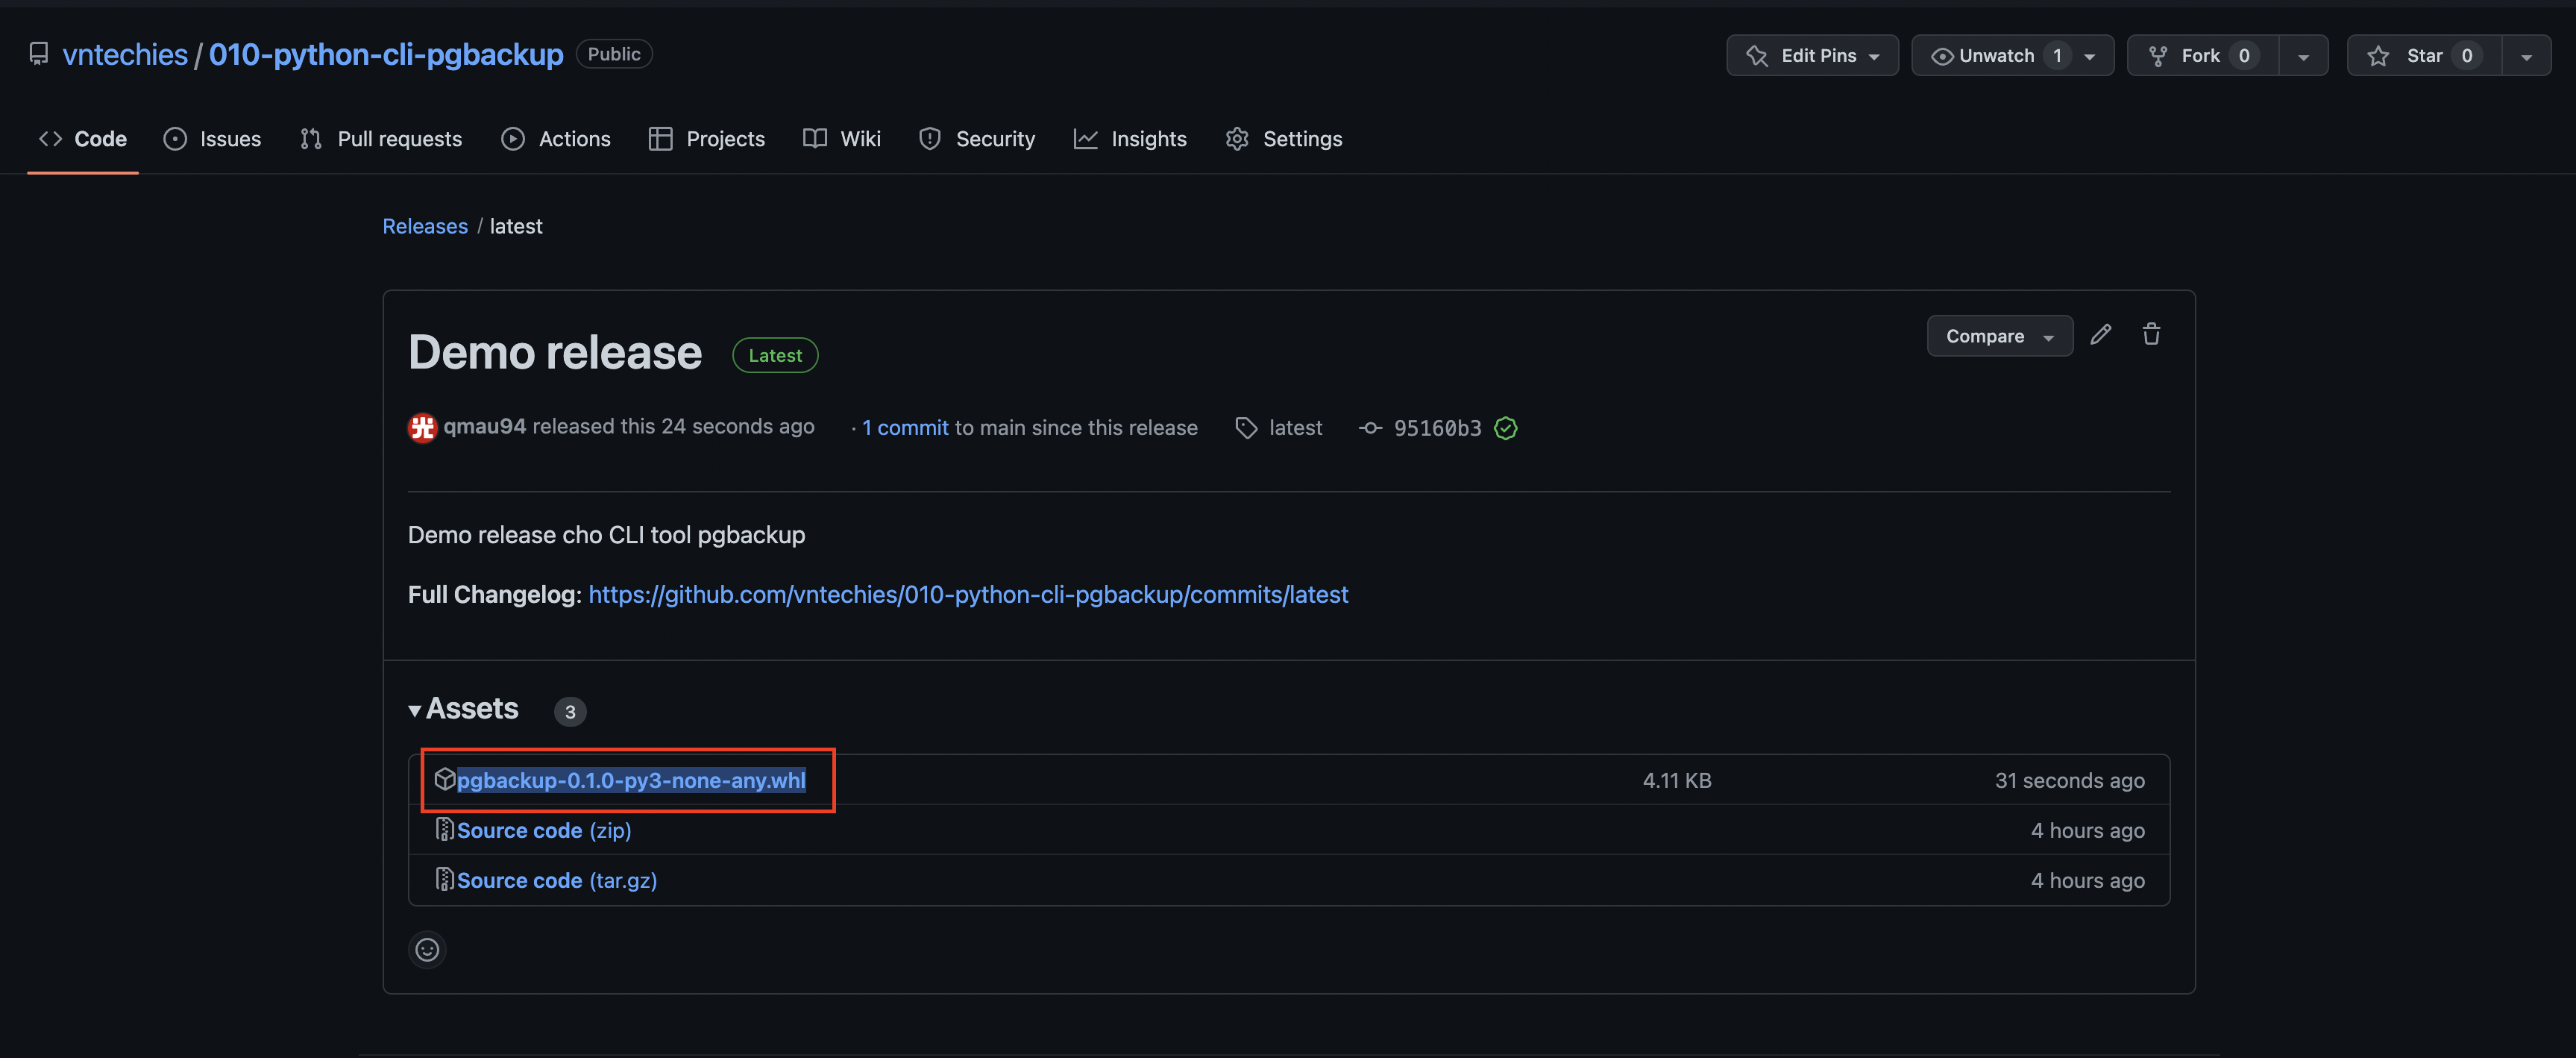 vntechies / 010-python-cli-pgbackup Public
Edit Pins Unwatch 1 Fork 0 Star 0
Code Issues Pull requests Actions Projects Wiki Security Insights Settings
Releases / latest
Demo release Latest
Compare
qmau94 released this 24 seconds ago · 1 commit to main since this release latest 95160b3
Demo release cho CLI tool pgbackup
Full Changelog: https://github.com/vntechies/010-python-cli-pgbackup/commits/latest
Assets 3
pgbackup-0.1.0-py3-none-any.whl 4.11 KB 31 seconds ago
Source code (zip) 4 hours ago
Source code (tar.gz) 4 hours ago